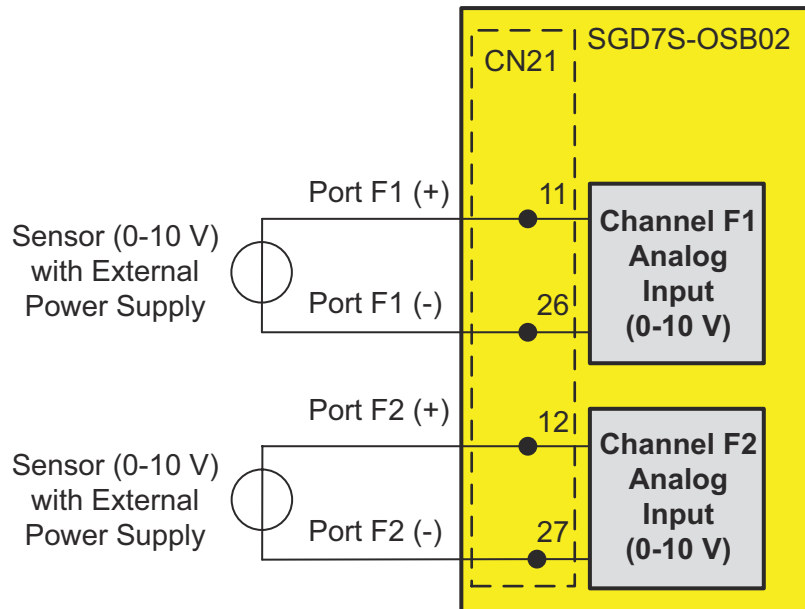 SGD7S-OSB02
CN21
Port F1 (+)
11
Sensor (0-10 V)
with External
Power Supply
Port F1 (-)
26
Channel F1
Analog
Input
(0-10 V)
Port F2 (+)
12
Sensor (0-10 V)
with External
Power Supply
Port F2 (-)
27
Channel F2
Analog
Input
(0-10 V)